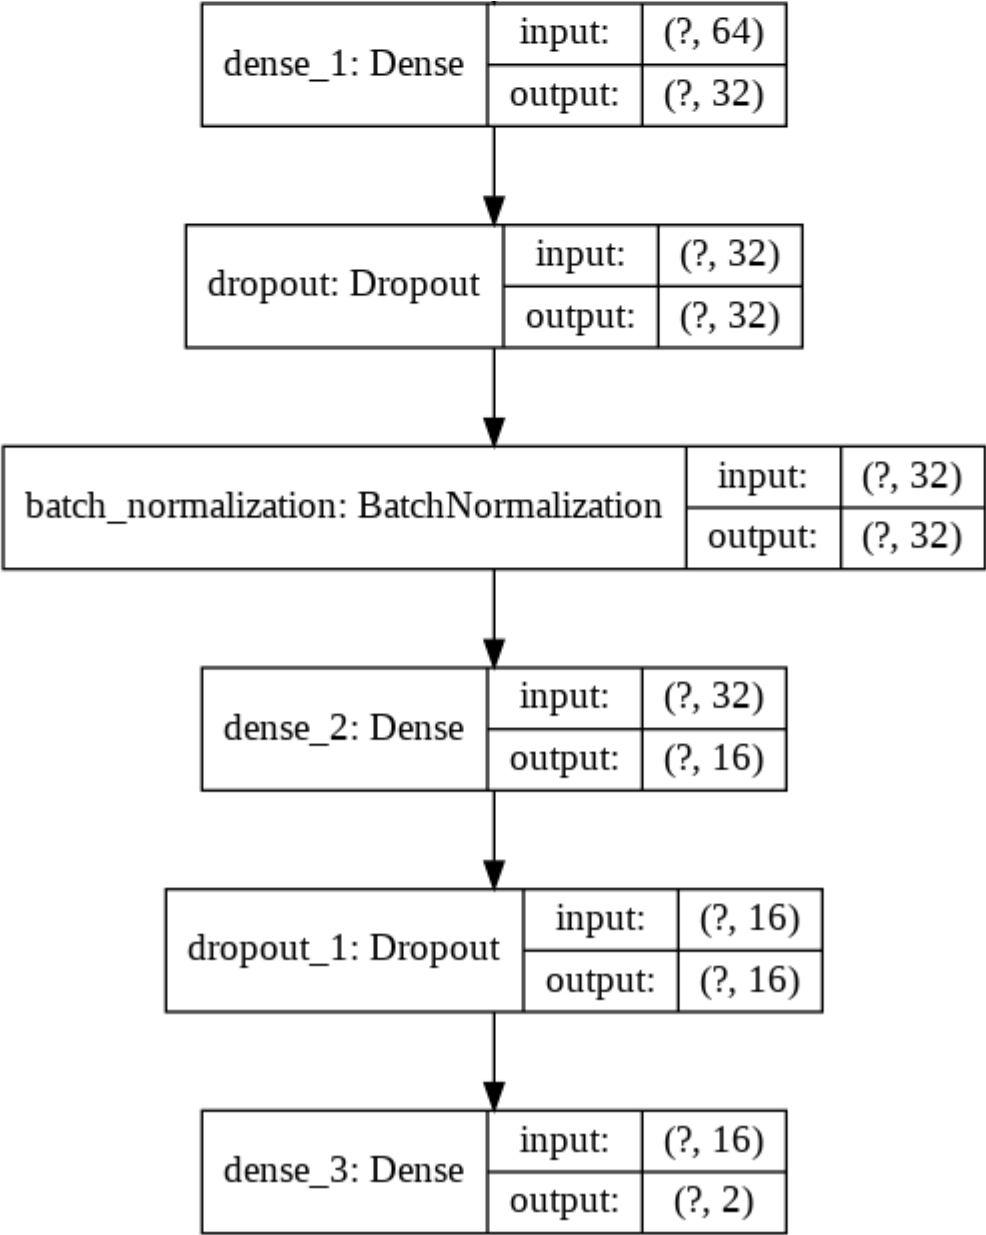 dense_1: Dense
input:
(?, 64)
output:
(?, 32)
dropout: Dropout
input:
(?, 32)
output:
(?, 32)
batch_normalization: BatchNormalization
input:
(?, 32)
output:
(?, 32)
dense_2: Dense
input:
(?, 32)
output:
(?, 16)
dropout_1: Dropout
input:
(?, 16)
output:
(?, 16)
dense_3: Dense
input:
(?, 16)
output:
(?, 2)